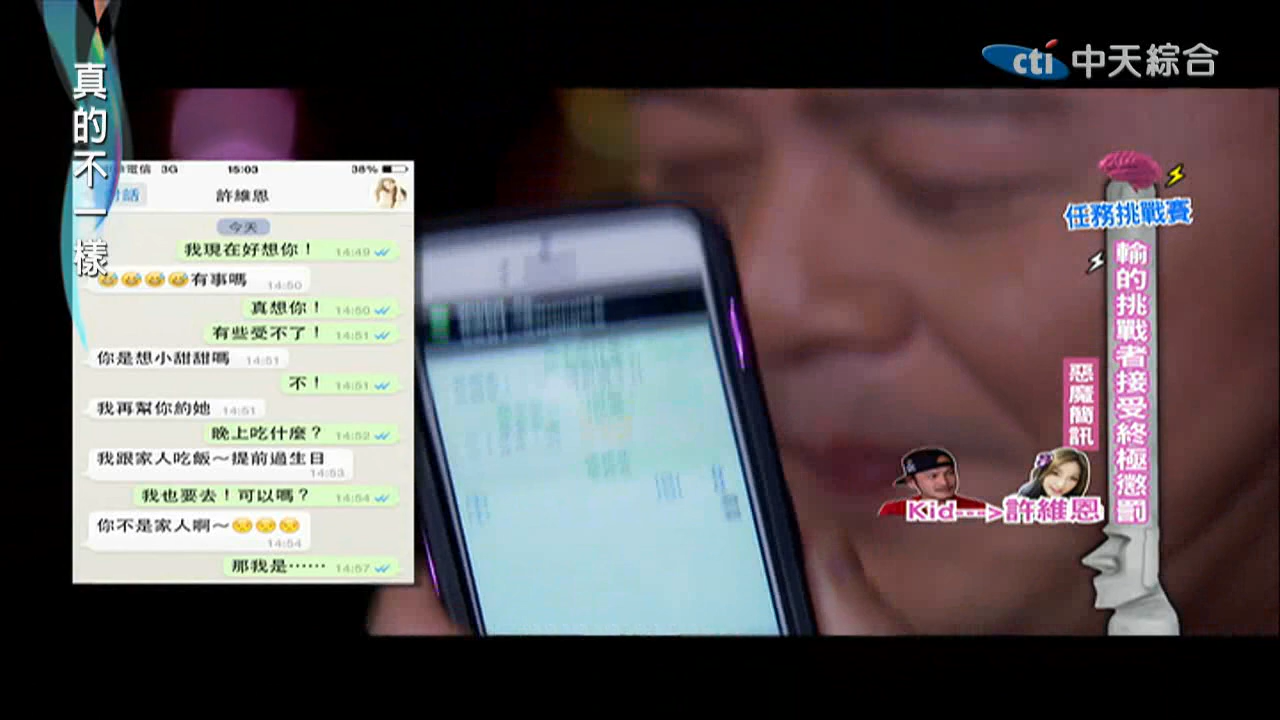 真的不一樣
cti 中天綜合
電信 3G 15:03 38%
對話 許維恩
今天
我現在好想你！ 14:49
😅😅😅😅有事嗎 14:50
真想你！ 14:50
有些受不了！ 14:51
你是想小甜甜嗎 14:51
不！ 14:51
我再幫你約她 14:51
晚上吃什麼？ 14:52
我跟家人吃飯～提前過生日 14:53
我也要去！可以嗎？ 14:54
你不是家人啊～😒😒😒 14:54
那我是…… 14:57
任務挑戰賽
輸的挑戰者接受終極懲罰
惡魔簡訊
Kid--->許維恩